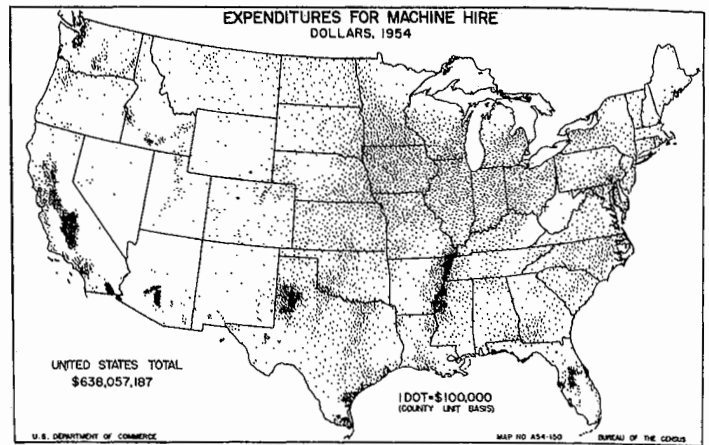 EXPENDITURES FOR MACHINE HIRE
DOLLARS, 1954
UNITED STATES TOTAL
$638,057,187
1 DOT=$100,000
(COUNTY UNIT BASIS)
U.S. DEPARTMENT OF COMMERCE
MAP NO A54-150
BUREAU OF THE CENSUS